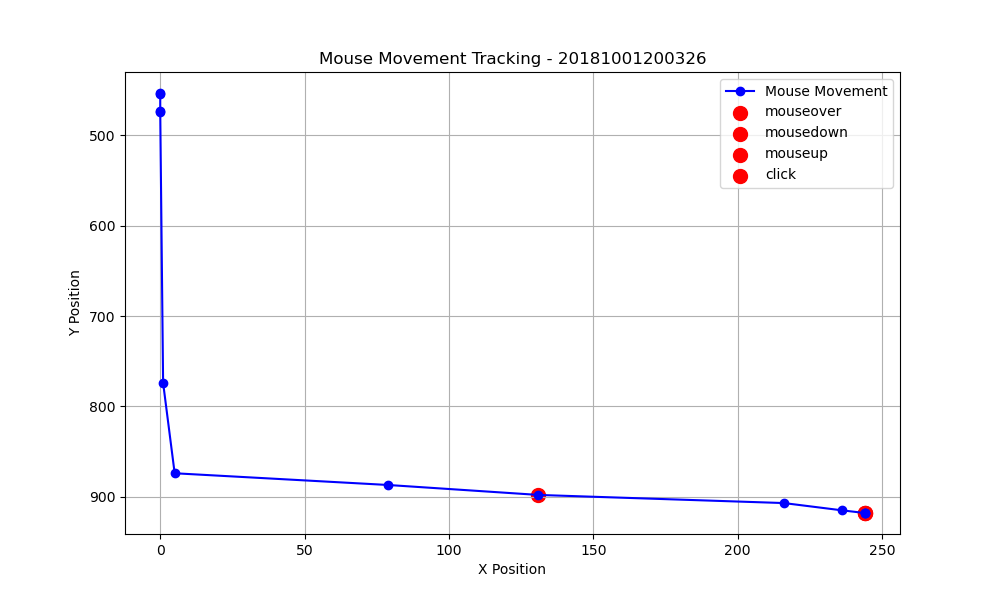 Mouse Movement Tracking - 20181001200326
Mouse Movement
mouseover
mousedown
mouseup
click
500
600
700
800
900
Y Position
0
50
100
150
200
250
X Position